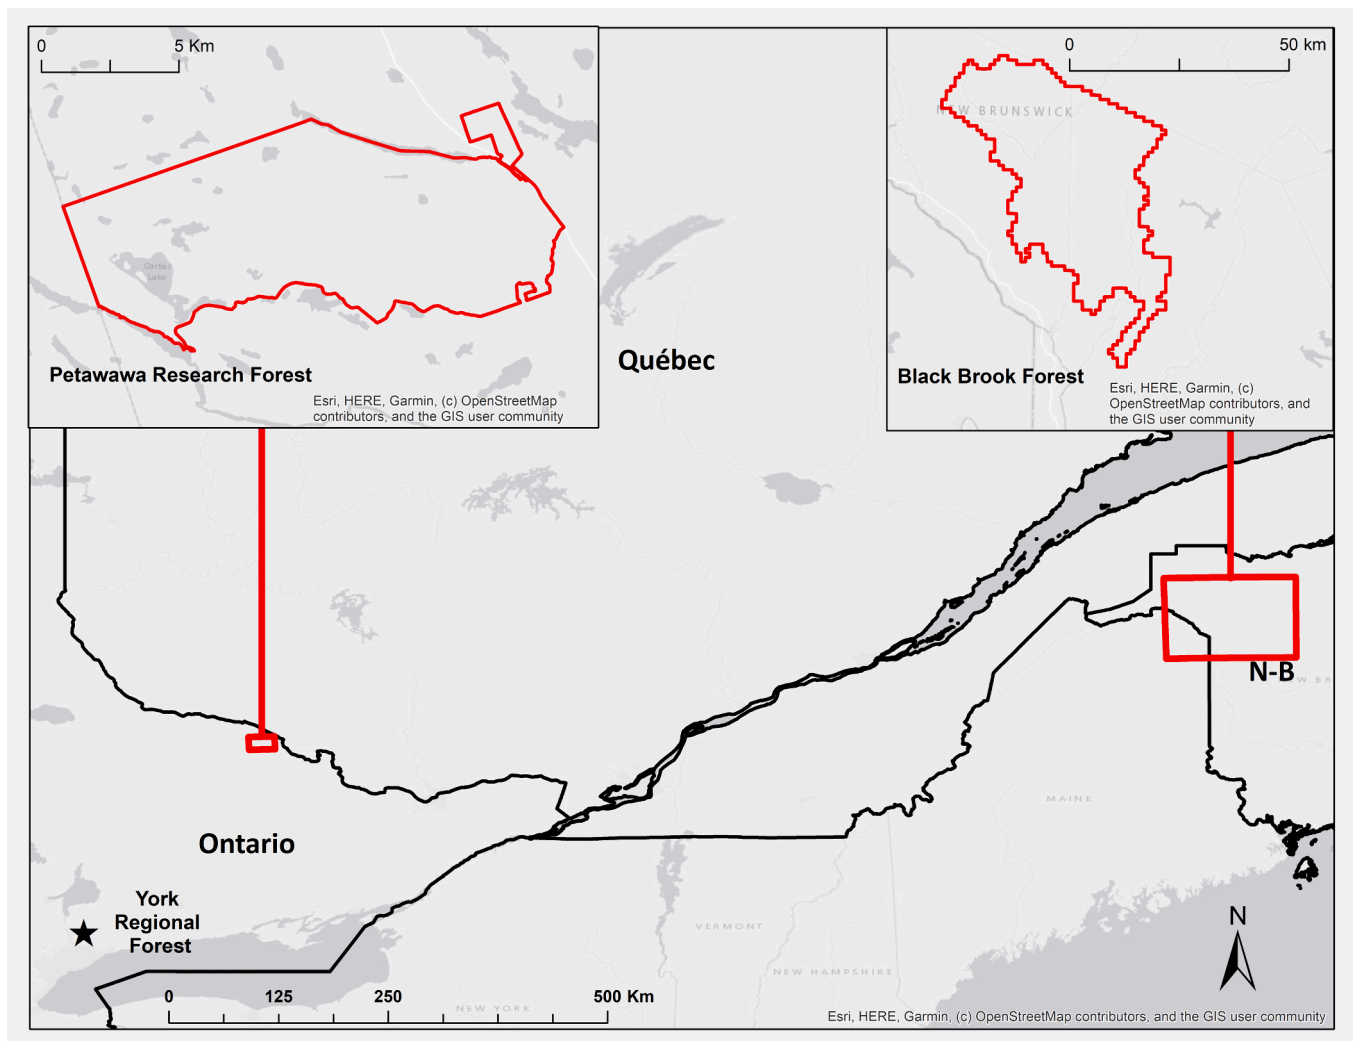 0 5 Km
Carter
Lake
Petawawa Research Forest
Esri, HERE, Garmin, (c) OpenStreetMap
contributors, and the GIS user community
0 50 km
NEW BRUNSWICK
Black Brook Forest
Esri, HERE, Garmin, (c)
OpenStreetMap contributors, and
the GIS user community
Québec
N-B
W BR
MAINE
Ontario
York
Regional
Forest
VERMONT
NEW HAMPSHIRE
NEW YORK
N
0 125 250 500 Km
Esri, HERE, Garmin, (c) OpenStreetMap contributors, and the GIS user community